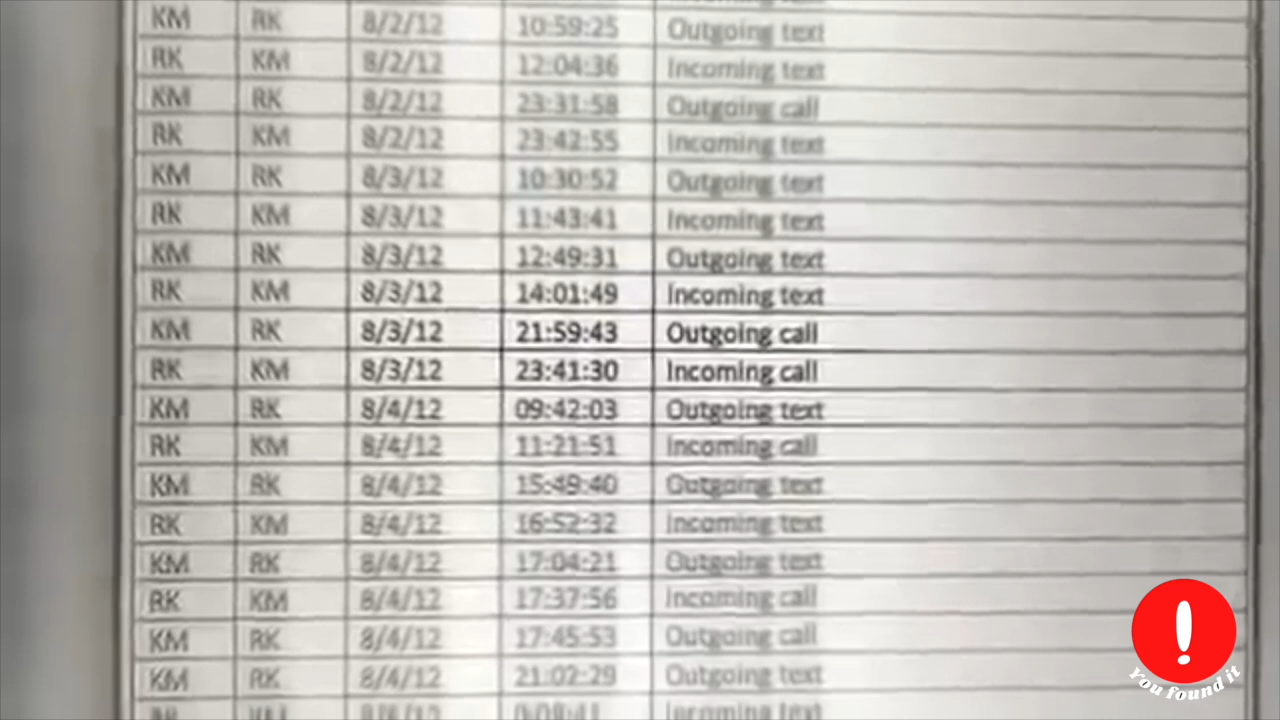 KM RK 8/2/12 10:59:25 Outgoing text
RK KM 8/2/12 12:04:36 Incoming text
KM RK 8/2/12 23:31:58 Outgoing call
RK KM 8/2/12 23:42:55 Incoming text
KM RK 8/3/12 10:30:52 Outgoing text
RK KM 8/3/12 11:43:41 Incoming text
KM RK 8/3/12 12:49:31 Outgoing text
RK KM 8/3/12 14:01:49 Incoming text
KM RK 8/3/12 21:59:43 Outgoing call
RK KM 8/3/12 23:41:30 Incoming call
KM RK 8/4/12 09:42:03 Outgoing text
RK KM 8/4/12 11:21:51 Incoming call
KM RK 8/4/12 15:49:40 Outgoing text
RK KM 8/4/12 16:52:32 Incoming text
KM RK 8/4/12 17:04:21 Outgoing text
RK KM 8/4/12 17:37:56 Incoming call
KM RK 8/4/12 17:45:53 Outgoing call
KM RK 8/4/12 21:02:29 Outgoing text
Incoming text
You found it